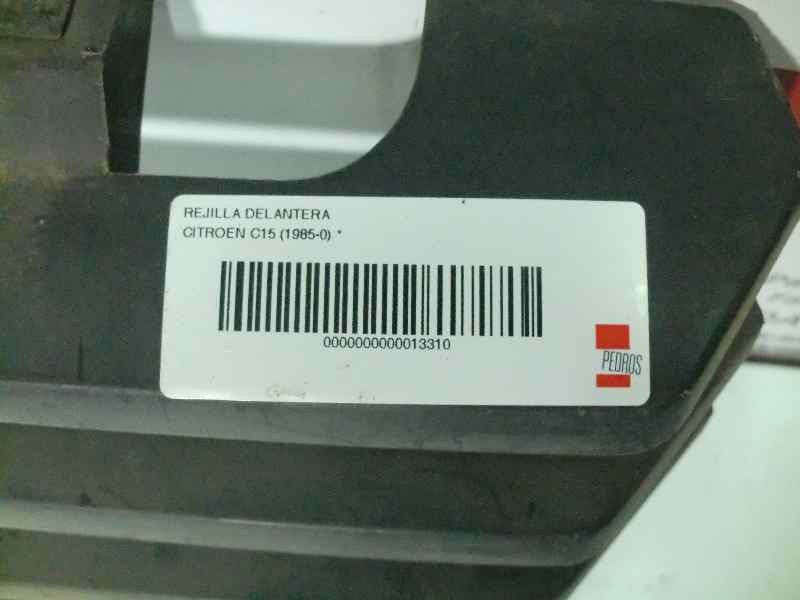 REJILLA DELANTERA
CITROEN C15 (1985-0) *
0000000000013310
PEDROS